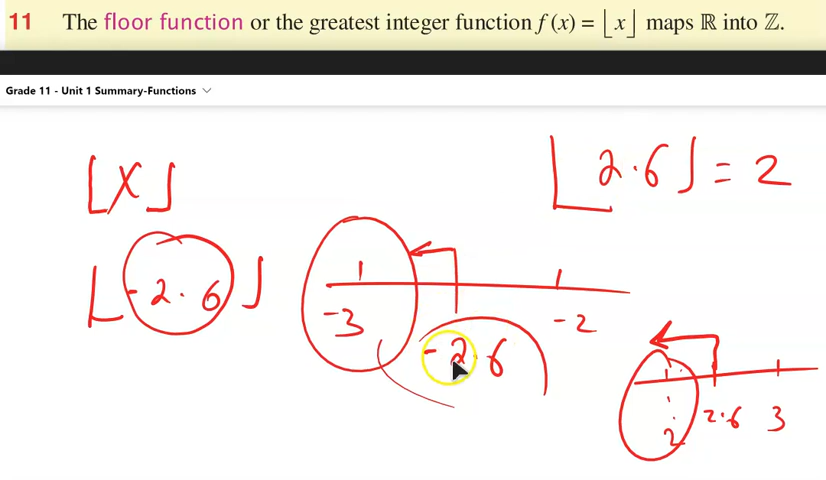 11 The floor function or the greatest integer function f(x) = ⌊x⌋ maps ℝ into ℤ.
Grade 11 - Unit 1 Summary-Functions
⌊X⌋
⌊2.6⌋ = 2
⌊-2.6⌋
-3 -2.6 -2
2 2.6 3